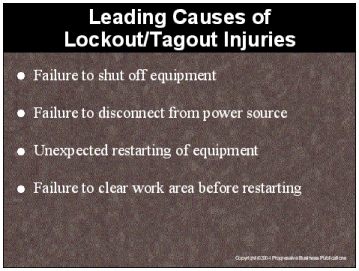 Leading Causes of
Lockout/Tagout Injuries
● Failure to shut off equipment
● Failure to disconnect from power source
● Unexpected restarting of equipment
● Failure to clear work area before restarting
Copyright©2004 Progressive Business Publications